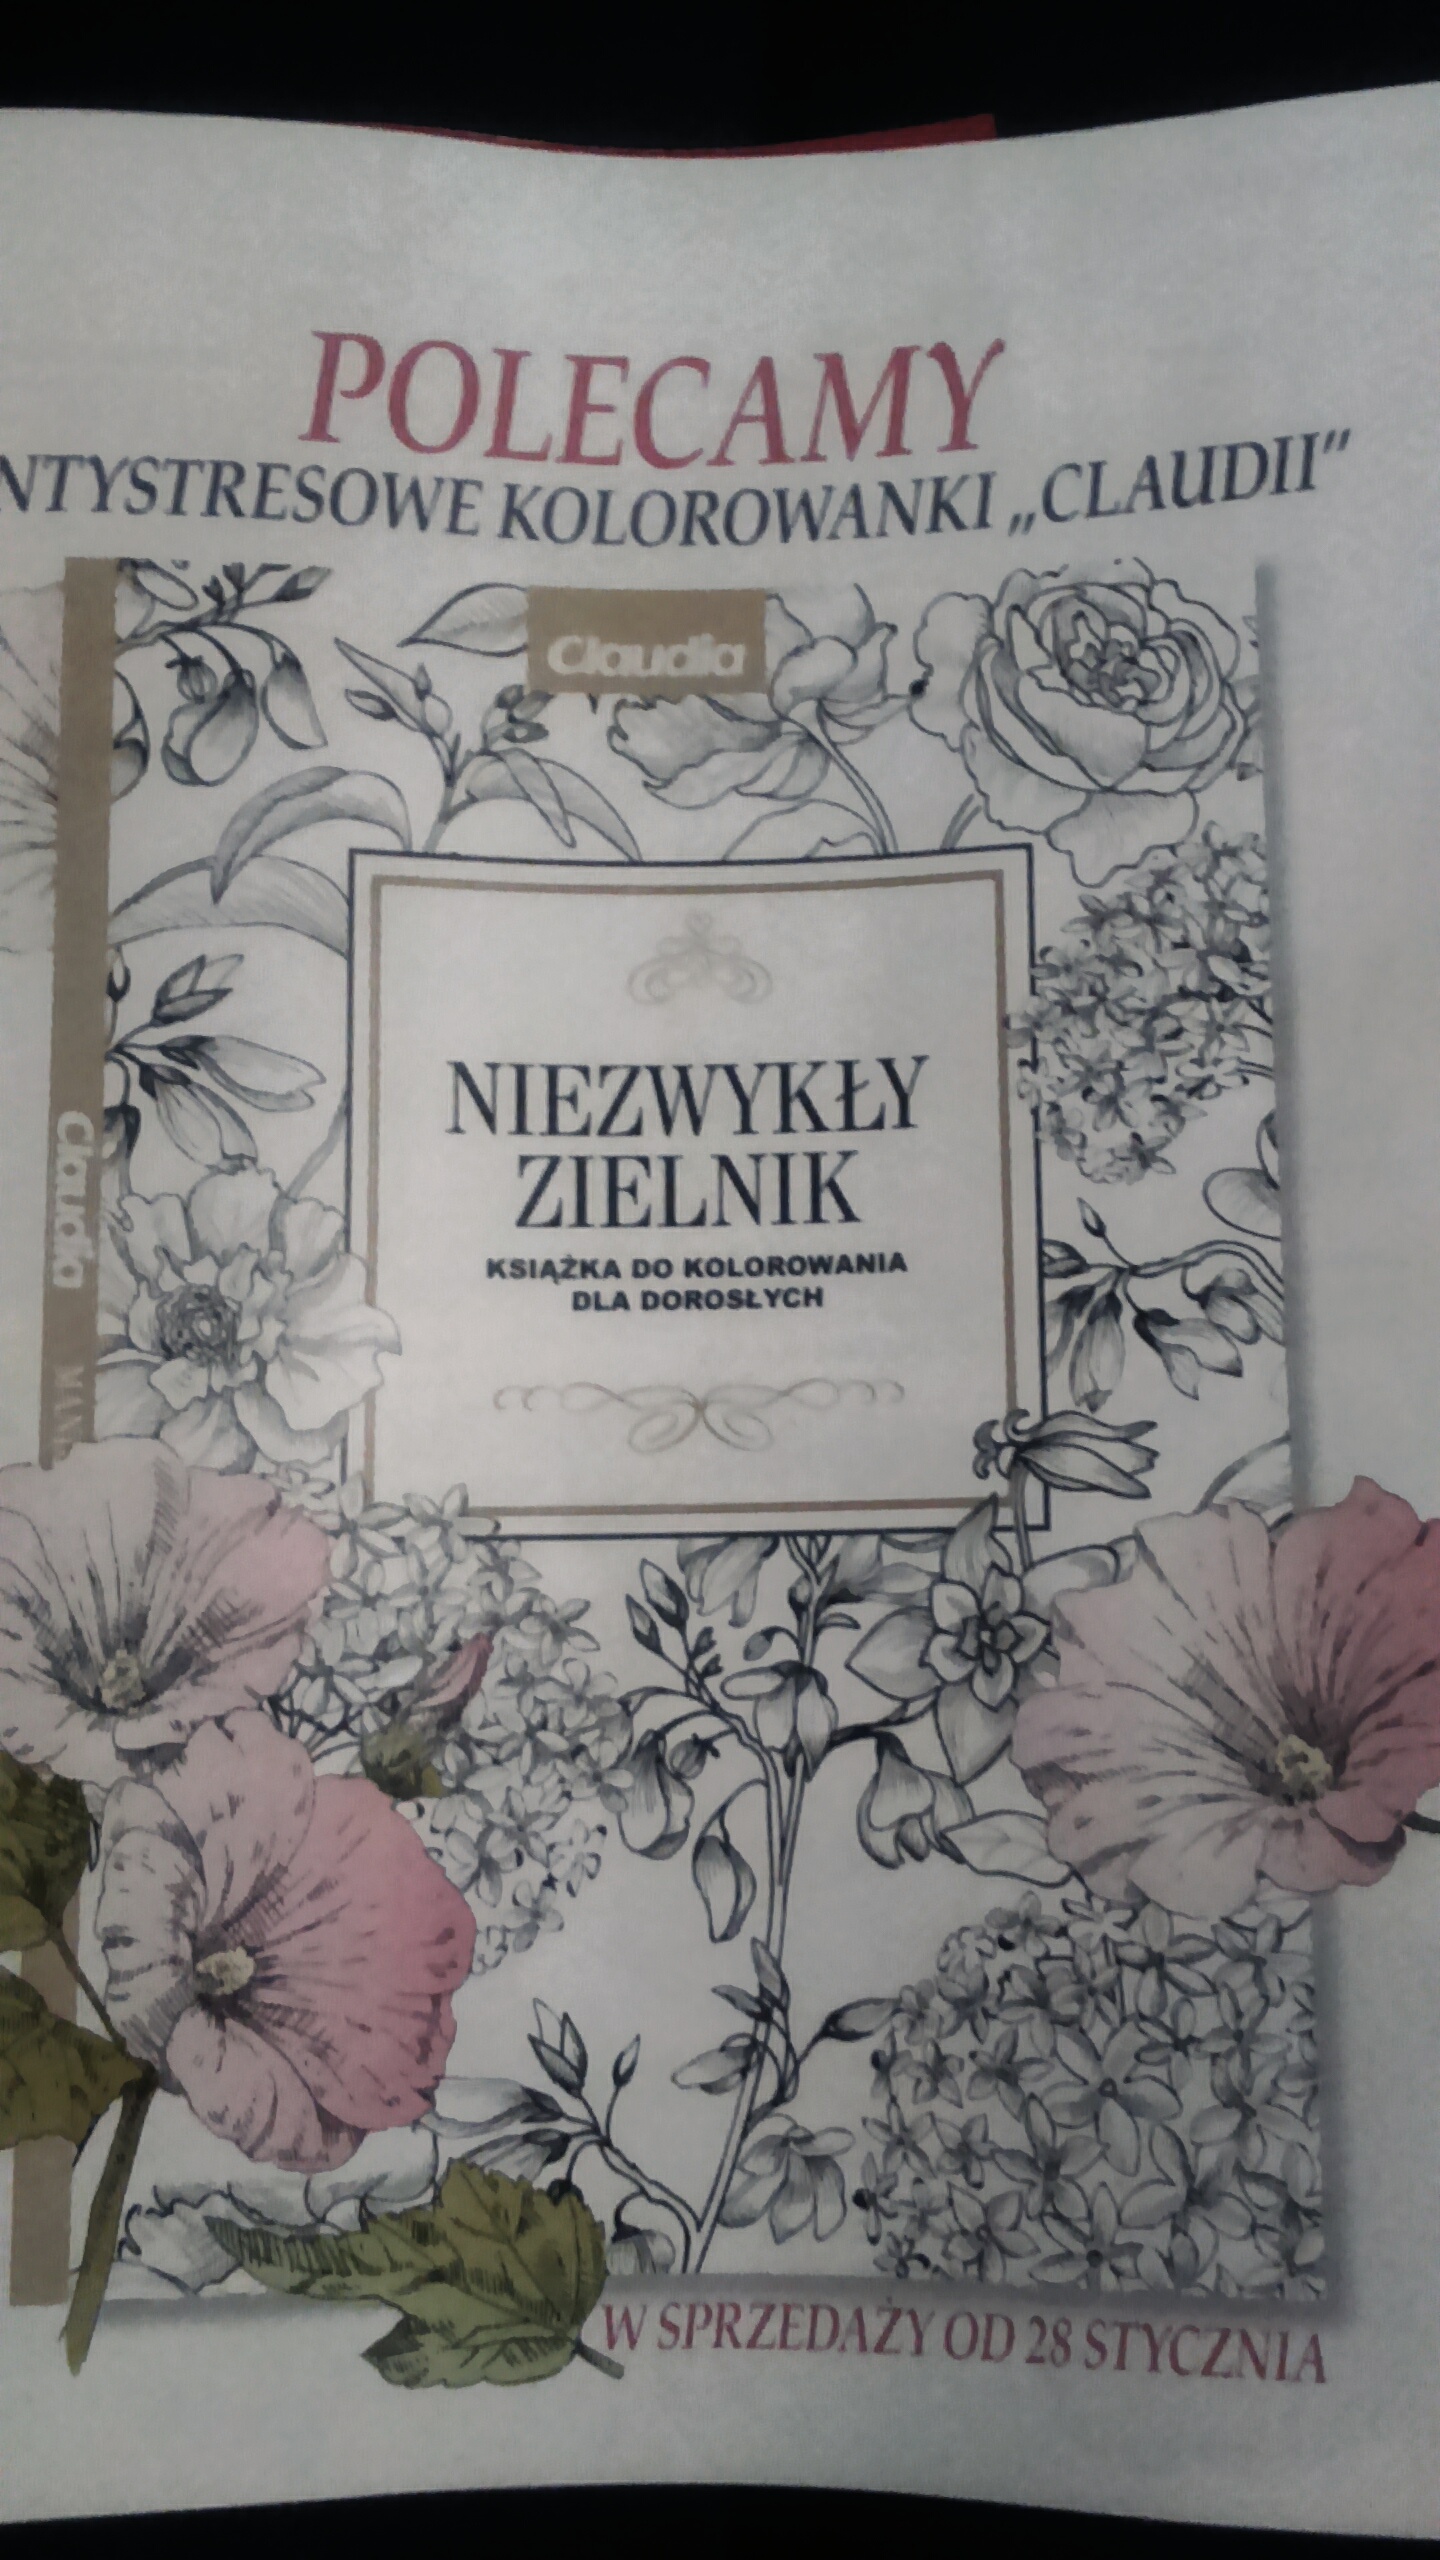 POLECAMY
NTYSTRESOWE KOLOROWANKI „CLAUDII”
Claudia
NIEZWYKŁY
ZIELNIK
KSIĄŻKA DO KOLOROWANIA
DLA DOROSŁYCH
Claudia
W SPRZEDAŻY OD 28 STYCZNIA